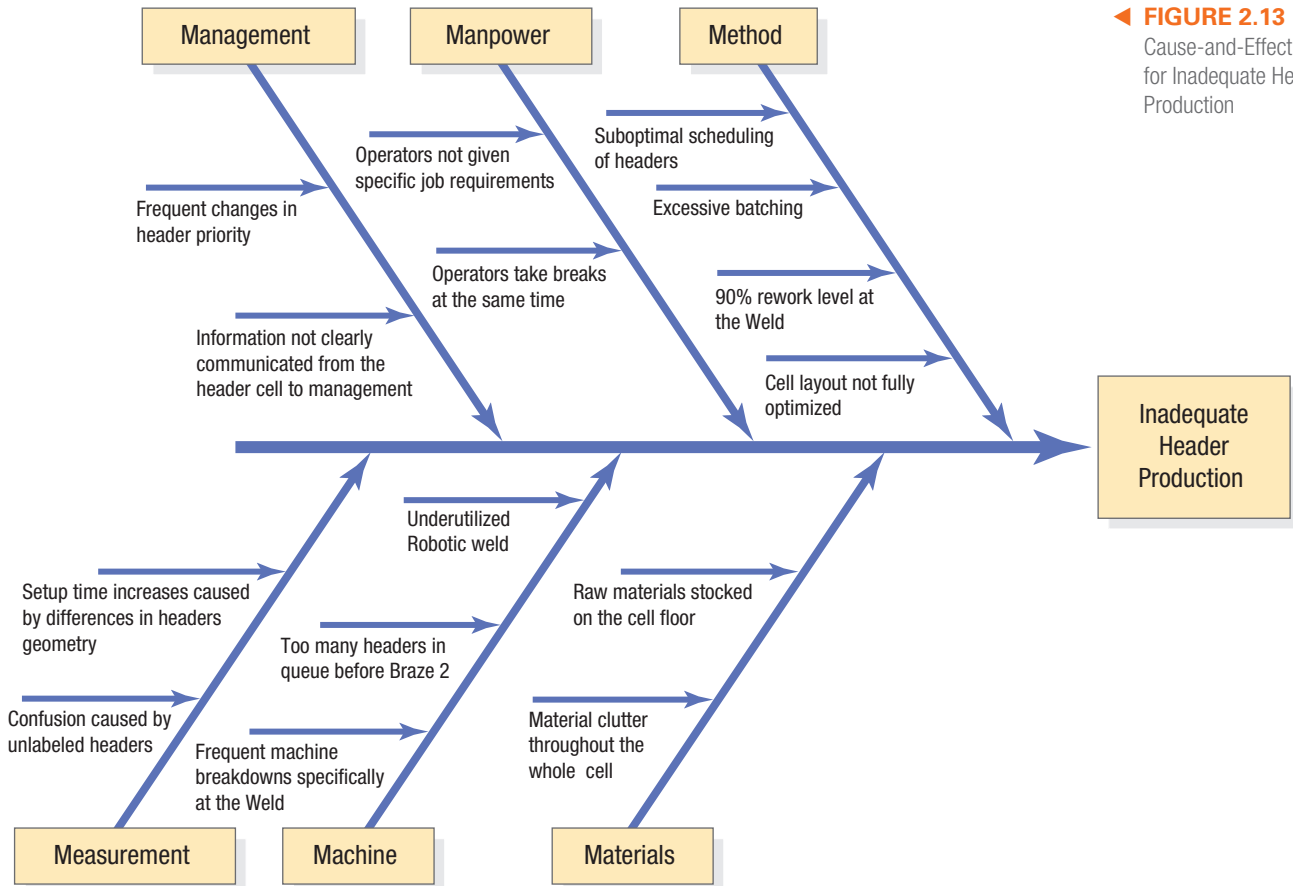 ◀ FIGURE 2.13
Cause-and-Effect
for Inadequate He
Production
Management
Manpower
Method
Frequent changes in
header priority
Information not clearly
communicated from the
header cell to management
Operators not given
specific job requirements
Operators take breaks
at the same time
Suboptimal scheduling
of headers
Excessive batching
90% rework level at
the Weld
Cell layout not fully
optimized
Inadequate
Header
Production
Setup time increases caused
by differences in headers
geometry
Confusion caused by
unlabeled headers
Underutilized
Robotic weld
Too many headers in
queue before Braze 2
Frequent machine
breakdowns specifically
at the Weld
Raw materials stocked
on the cell floor
Material clutter
throughout the
whole cell
Measurement
Machine
Materials